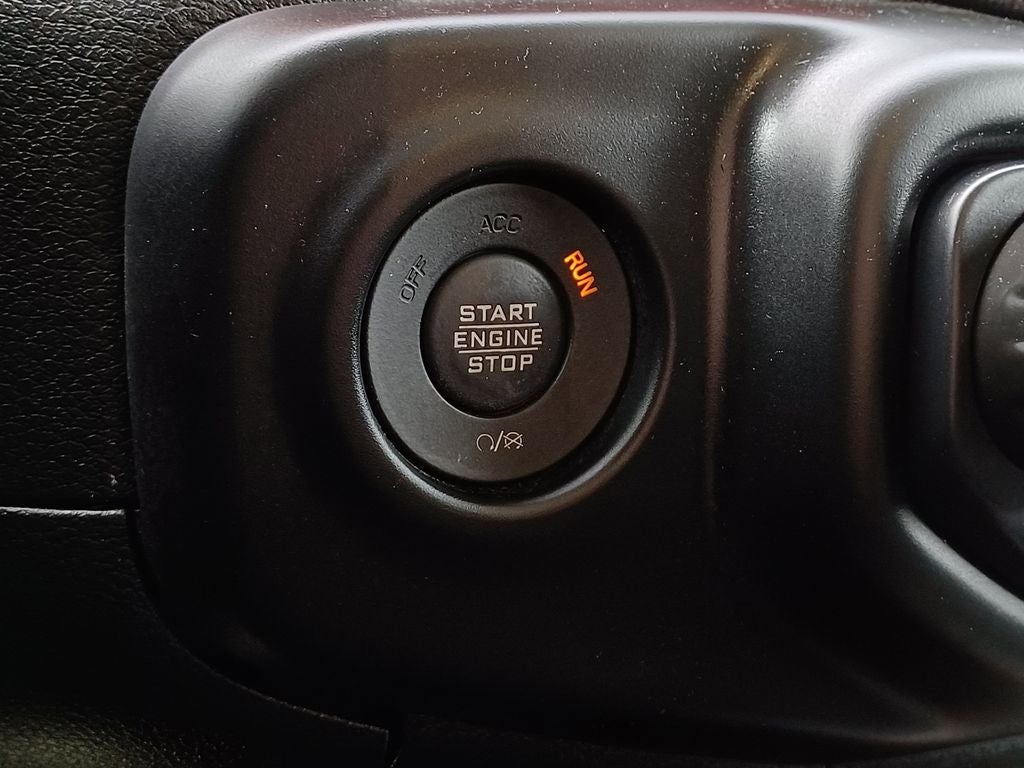 ACC
OFF
RUN
START
ENGINE
STOP